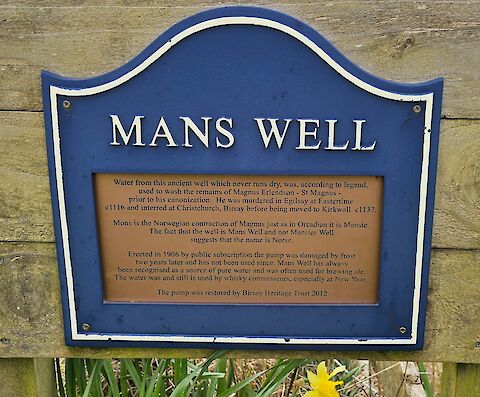 MANS WELL
Water from this ancient well which never runs dry, was, according to legend,
used to wash the remains of Magnus Erlendson - St Magnus -
prior to his canonization. He was murdered in Egilsay at Eastertime
c1116 and interred at Christchurch, Birsay before being moved to Kirkwall c1137.
Mons is the Norwegian contraction of Magnus just as in Orcadian it is Mansie.
The fact that the well is Mans Well and not Mansies Well
suggests that the name is Norse.
Erected in 1906 by public subscription the pump was damaged by frost
two years later and has not been used since. Mans Well has always
been recognised as a source of pure water and was often used for brewing ale.
The water was and still is used by whisky connoisseurs, especially at New Year.
The pump was restored by Birsay Heritage Trust 2012